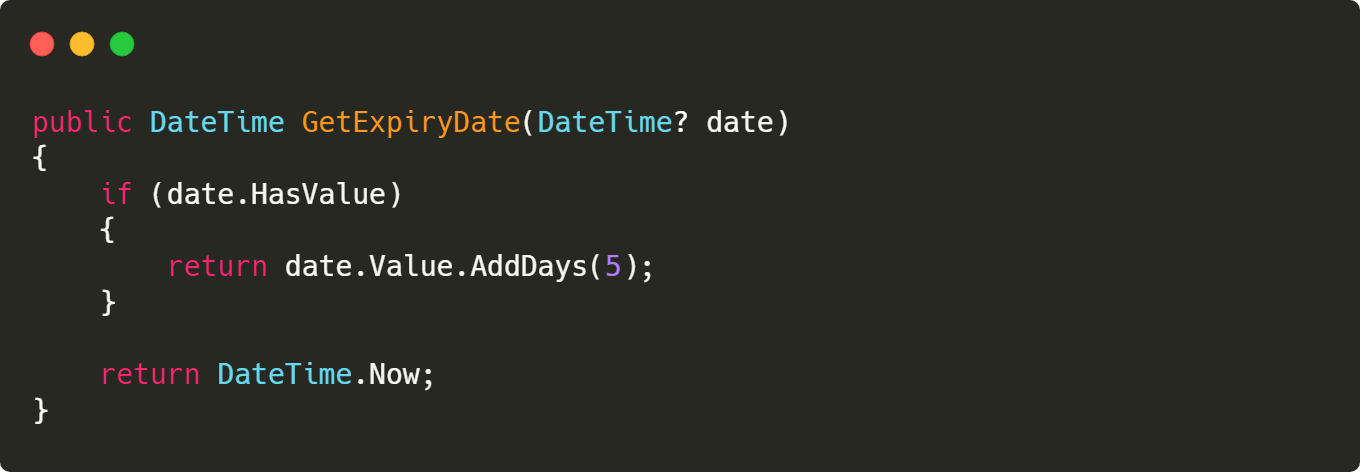 public DateTime GetExpiryDate(DateTime? date)
{
    if (date.HasValue)
    {
        return date.Value.AddDays(5);
    }

    return DateTime.Now;
}